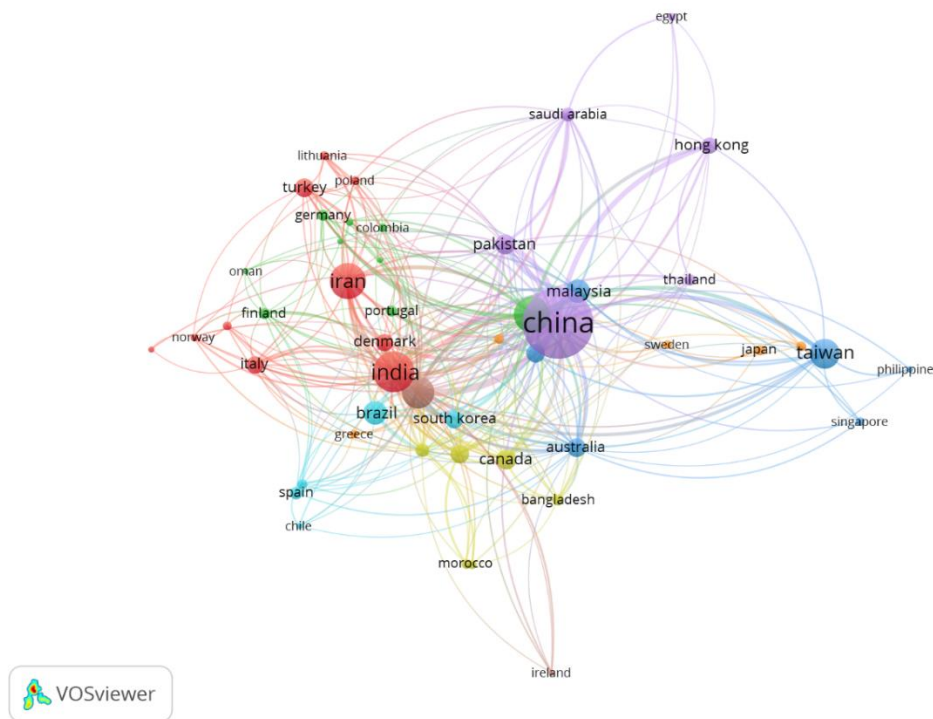 egypt
saudi arabia
hong kong
lithuania
poland
turkey
germany
colombia
pakistan
oman
iran
malaysia
thailand
finland
portugal
china
norway
denmark
sweden
japan
taiwan
italy
india
philippine
brazil
south korea
singapore
greece
australia
canada
spain
bangladesh
chile
morocco
ireland
VOSviewer